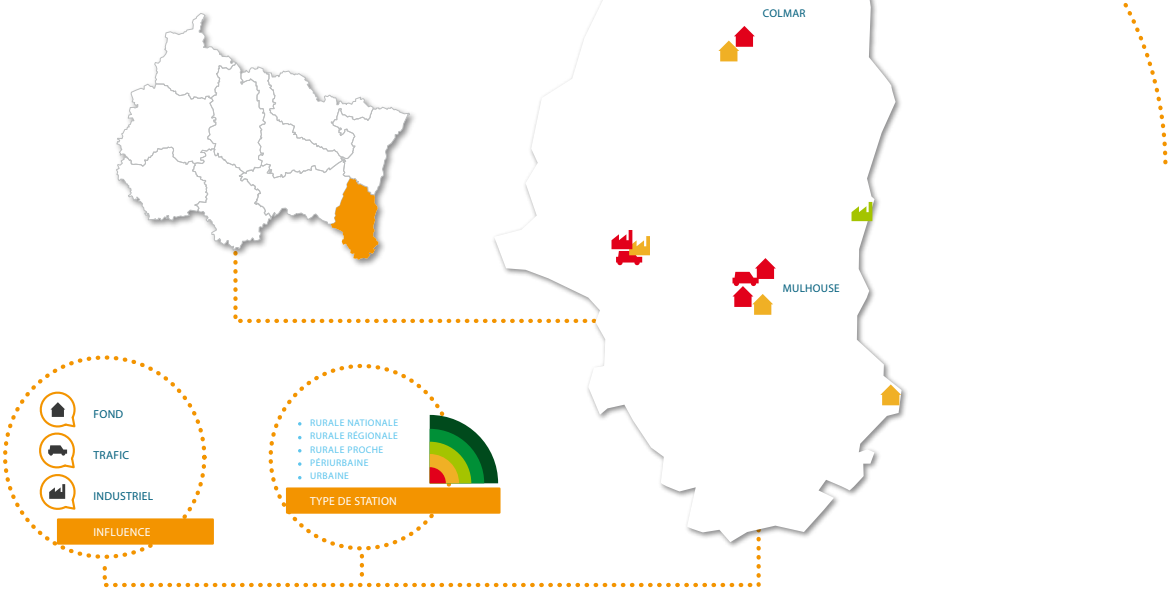 COLMAR
MULHOUSE
FOND
TRAFIC
INDUSTRIEL
INFLUENCE
RURALE NATIONALE
RURALE RÉGIONALE
RURALE PROCHE
PÉRIURBAINE
URBAINE
TYPE DE STATION